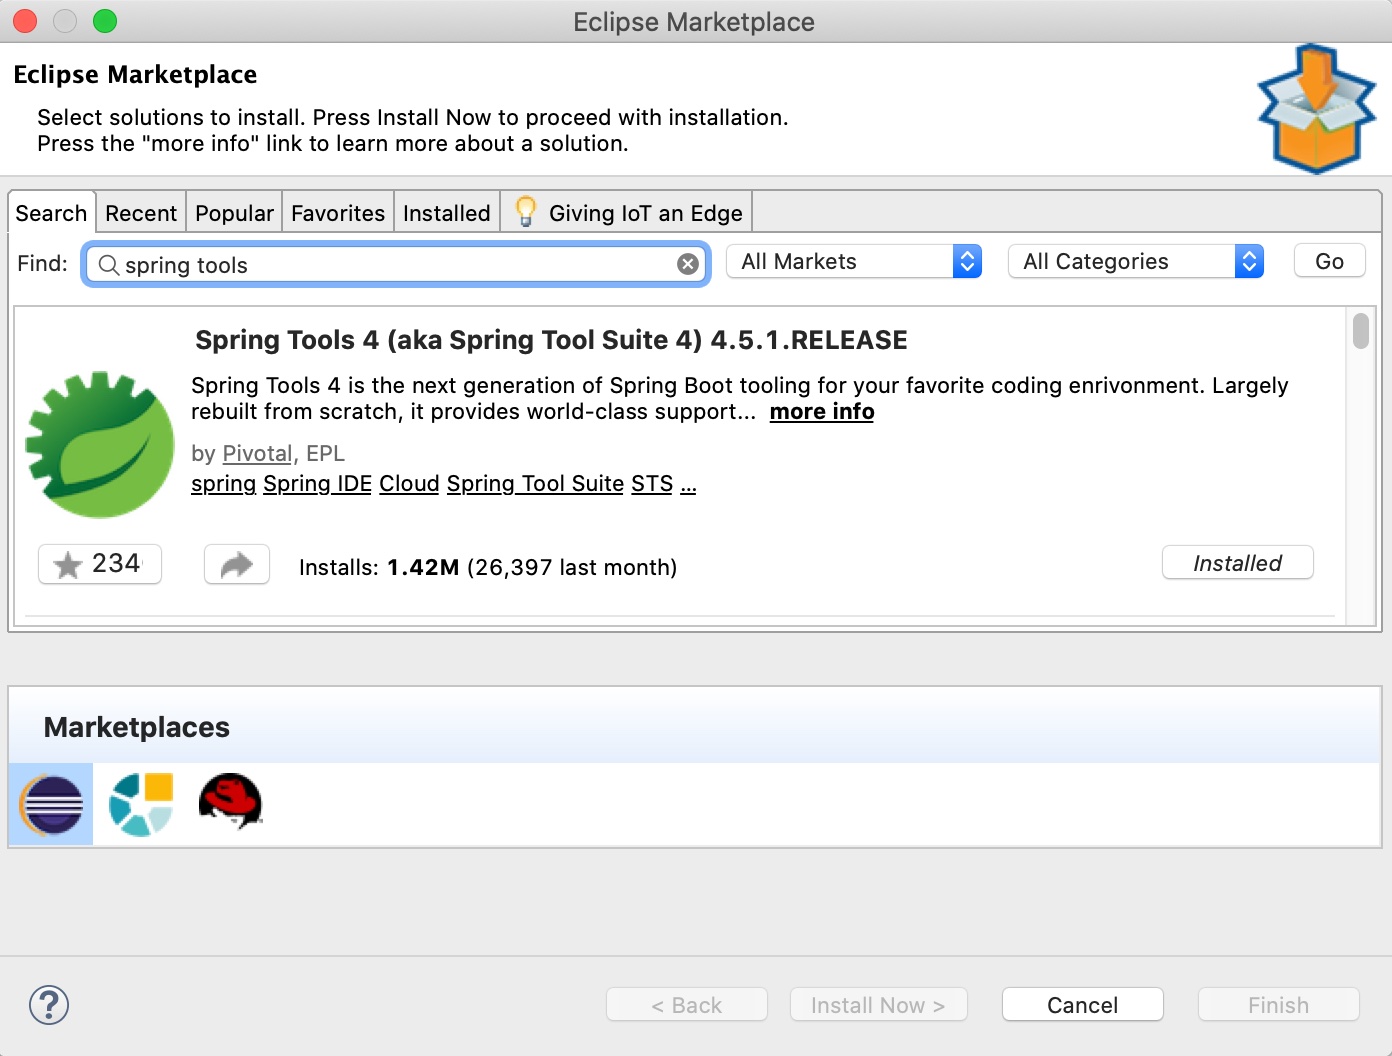 Eclipse Marketplace
Eclipse Marketplace
Select solutions to install. Press Install Now to proceed with installation.
Press the "more info" link to learn more about a solution.
Search Recent Popular Favorites Installed Giving IoT an Edge
Find: spring tools All Markets All Categories Go
Spring Tools 4 (aka Spring Tool Suite 4) 4.5.1.RELEASE
Spring Tools 4 is the next generation of Spring Boot tooling for your favorite coding enrivonment. Largely
rebuilt from scratch, it provides world-class support... more info
by Pivotal, EPL
spring Spring IDE Cloud Spring Tool Suite STS ...
234 Installs: 1.42M (26,397 last month) Installed
Marketplaces
? < Back Install Now > Cancel Finish